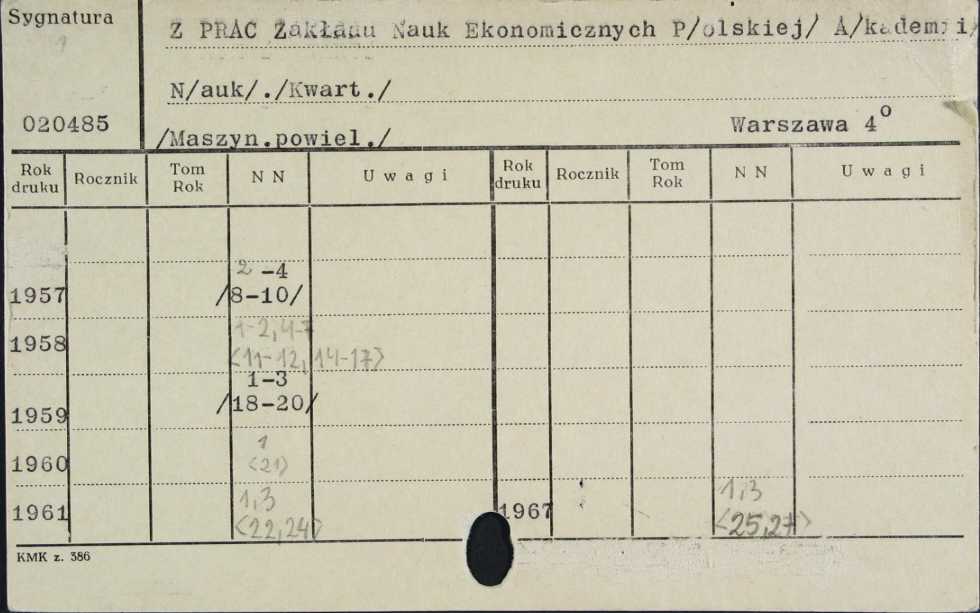 Sygnatura
Z PRAC Zakładu Nauk Ekonomicznych P/olskiej/ A/kademii/
N/auk/./Kwart./
020485
/Maszyn.powiel./ Warszawa 4o
Rok druku Rocznik Tom Rok N N U w a g i Rok druku Rocznik Tom Rok N N U w a g i
2 -4
1957 /8-10/
1-2, 4-7
1958 <11-12, 14-17>
1-3
1959 /18-20/
1
1960 <21>
1,3 1,3
1961 <22,24> 1967 <25,27>
KMK z. 386